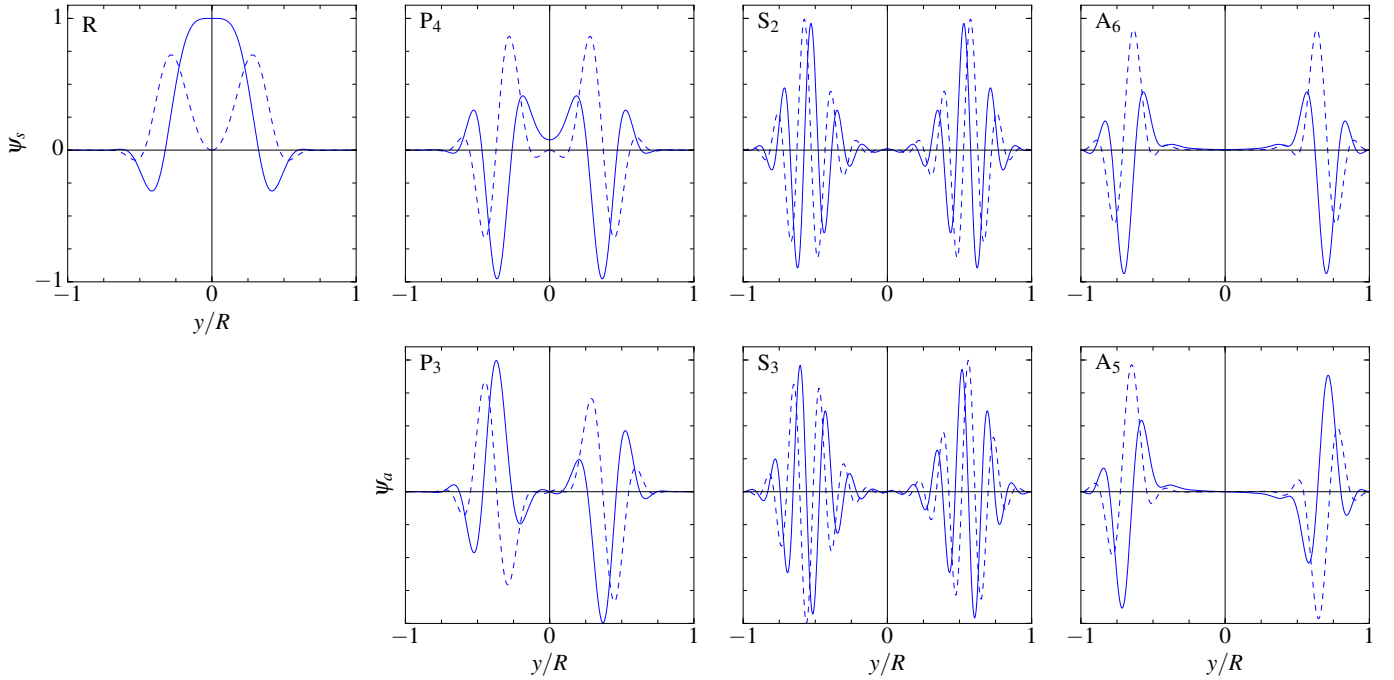 R P₄ S₂ A₆
1
0
−1
ψₛ
−1 0 1 −1 0 1 −1 0 1 −1 0 1
y/R
P₃ S₃ A₅
ψₐ
−1 0 1 −1 0 1 −1 0 1
y/R y/R y/R